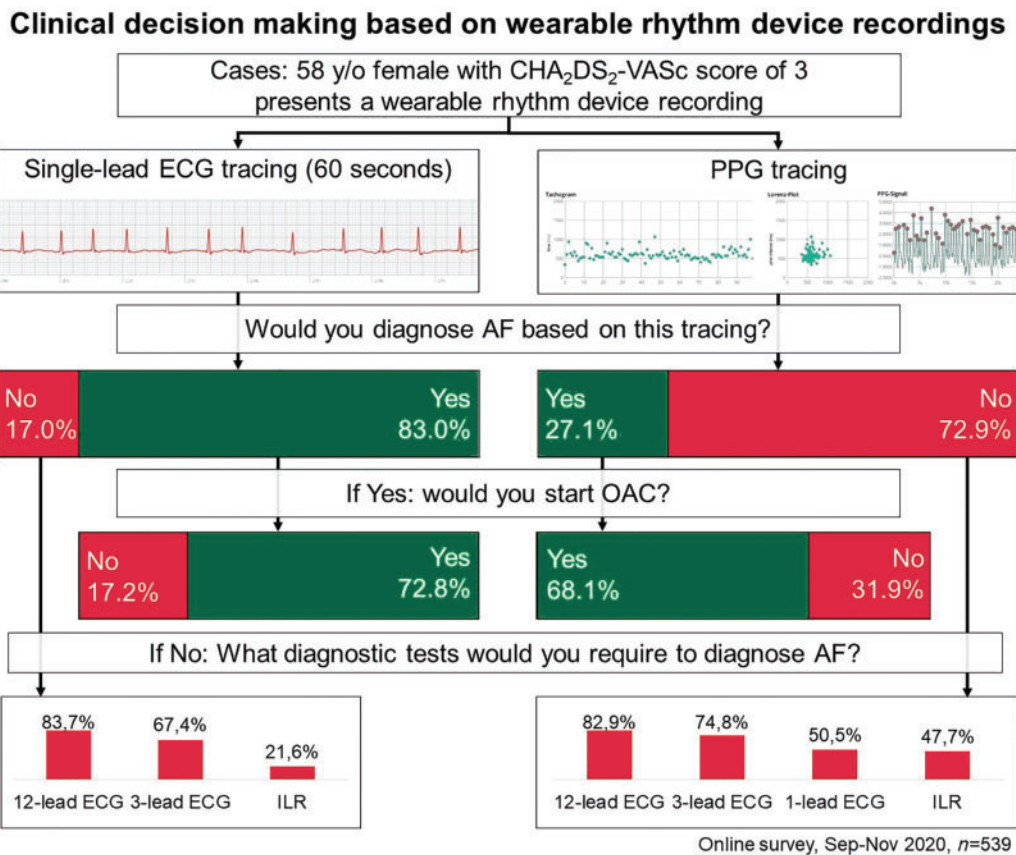 Clinical decision making based on wearable rhythm device recordings
Cases: 58 y/o female with CHA₂DS₂-VASc score of 3
presents a wearable rhythm device recording
Single-lead ECG tracing (60 seconds)
PPG tracing
Tachogram
Lorenz-Plot
PPG-Signal
Would you diagnose AF based on this tracing?
No
17.0%
Yes
83.0%
Yes
27.1%
No
72.9%
If Yes: would you start OAC?
No
17.2%
Yes
72.8%
Yes
68.1%
No
31.9%
If No: What diagnostic tests would you require to diagnose AF?
83,7%
67,4%
21,6%
12-lead ECG 3-lead ECG ILR
82,9%
74,8%
50,5%
47,7%
12-lead ECG 3-lead ECG 1-lead ECG ILR
Online survey, Sep-Nov 2020, n=539